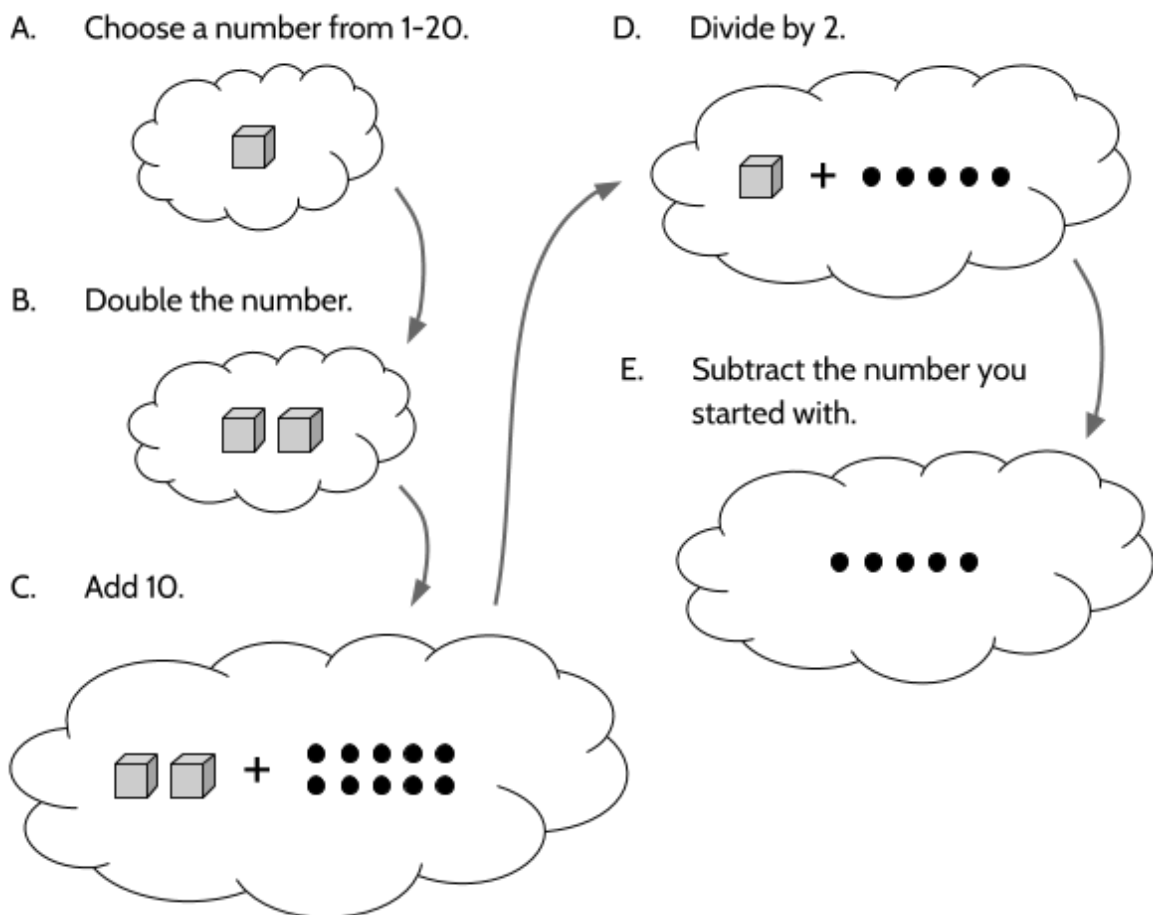 A. Choose a number from 1-20.
B. Double the number.
C. Add 10.
+
D. Divide by 2.
+
E. Subtract the number you
started with.